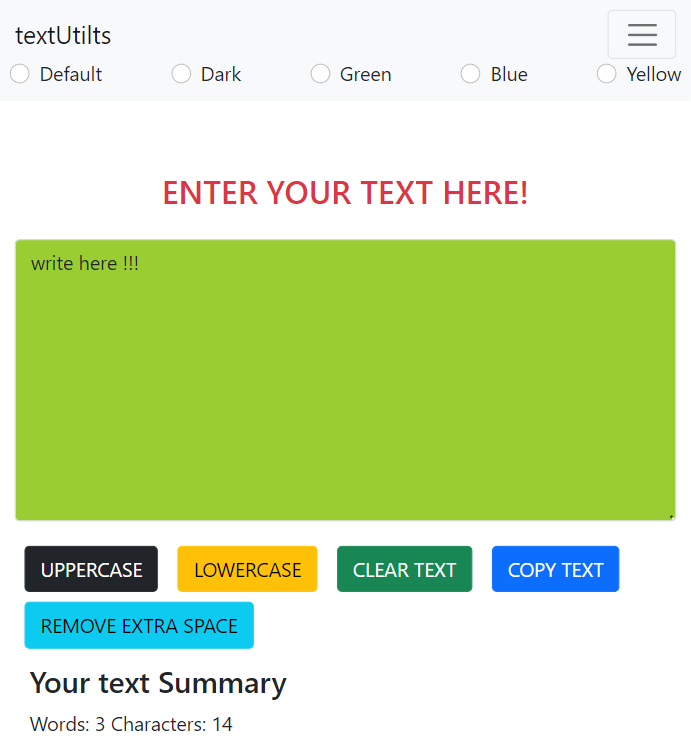 textUtilts
Default Dark Green Blue Yellow
ENTER YOUR TEXT HERE!
write here !!!
UPPERCASE LOWERCASE CLEAR TEXT COPY TEXT
REMOVE EXTRA SPACE
Your text Summary
Words: 3 Characters: 14